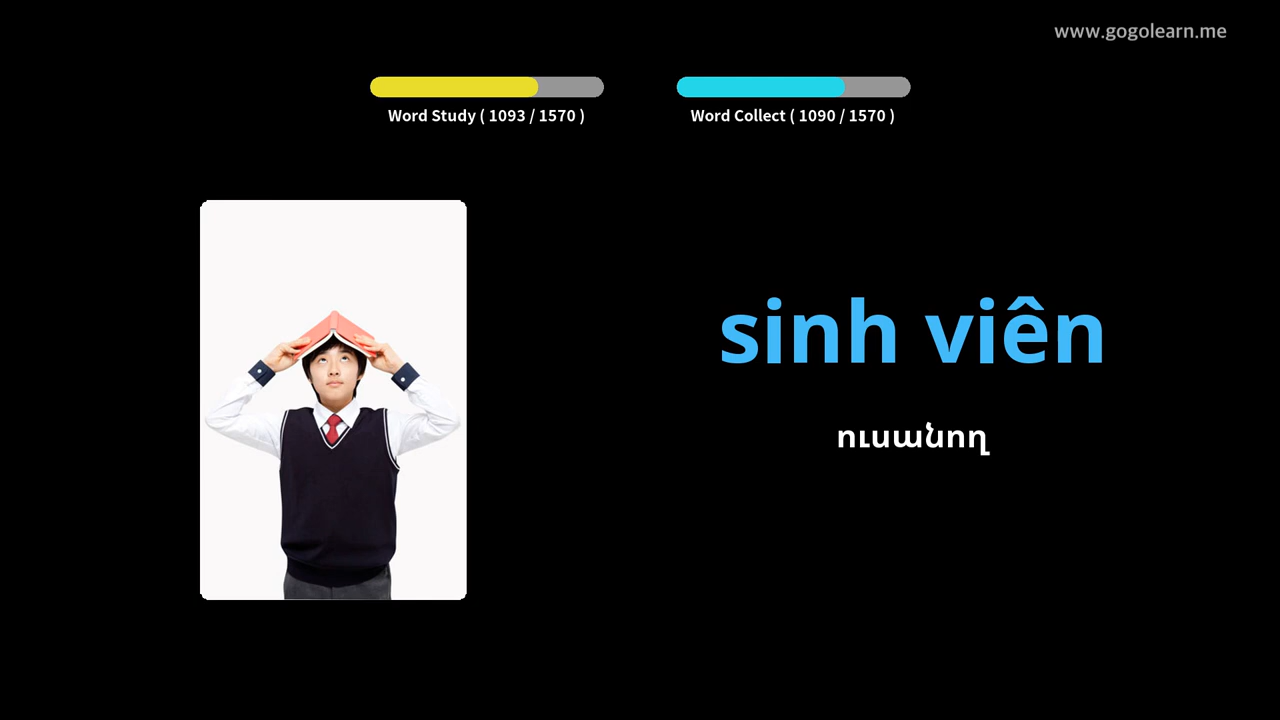 www.gogolearn.me
Word Study ( 1093 / 1570 )
Word Collect ( 1090 / 1570 )
sinh viên
ուսանող